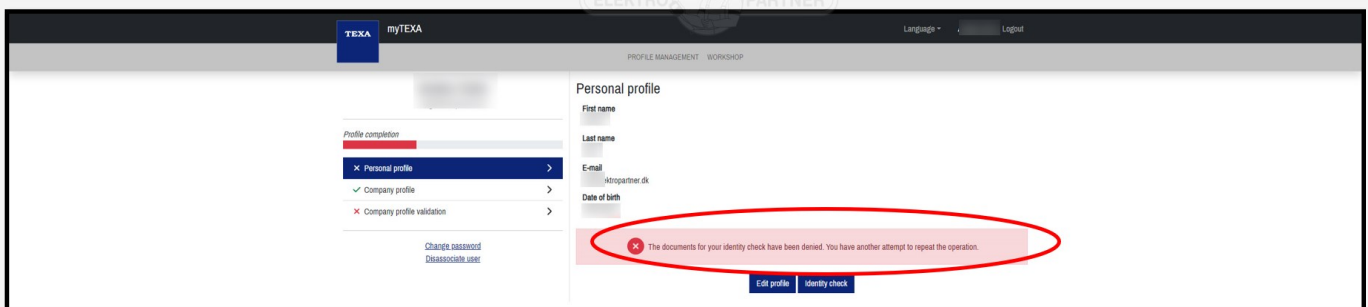 ELEKTRO PARTNER
TEXA
myTEXA
Language
Logout
PROFILE MANAGEMENT WORKSHOP
Personal profile
First name
Last name
E-mail
ektropartner.dk
Date of birth
Profile completion
Personal profile
Company profile
Company profile validation
Change password
Disassociate user
The documents for your identity check have been denied. You have another attempt to repeat the operation.
Edit profile Identity check